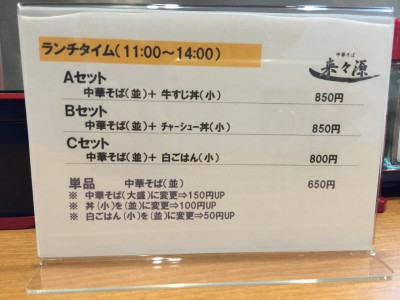 ランチタイム(11:00～14:00)
中華そば
来々源
Aセット
中華そば(並)+ 牛すじ丼(小) 850円
Bセット
中華そば(並)+ チャーシュー丼(小) 850円
Cセット
中華そば(並)+ 白ごはん(小) 800円
単品 中華そば(並) 650円
※ 中華そば(大盛)に変更⇒150円UP
※ 丼(小)を(並)に変更⇒100円UP
※ 白ごはん(小)を(並)に変更⇒50円UP